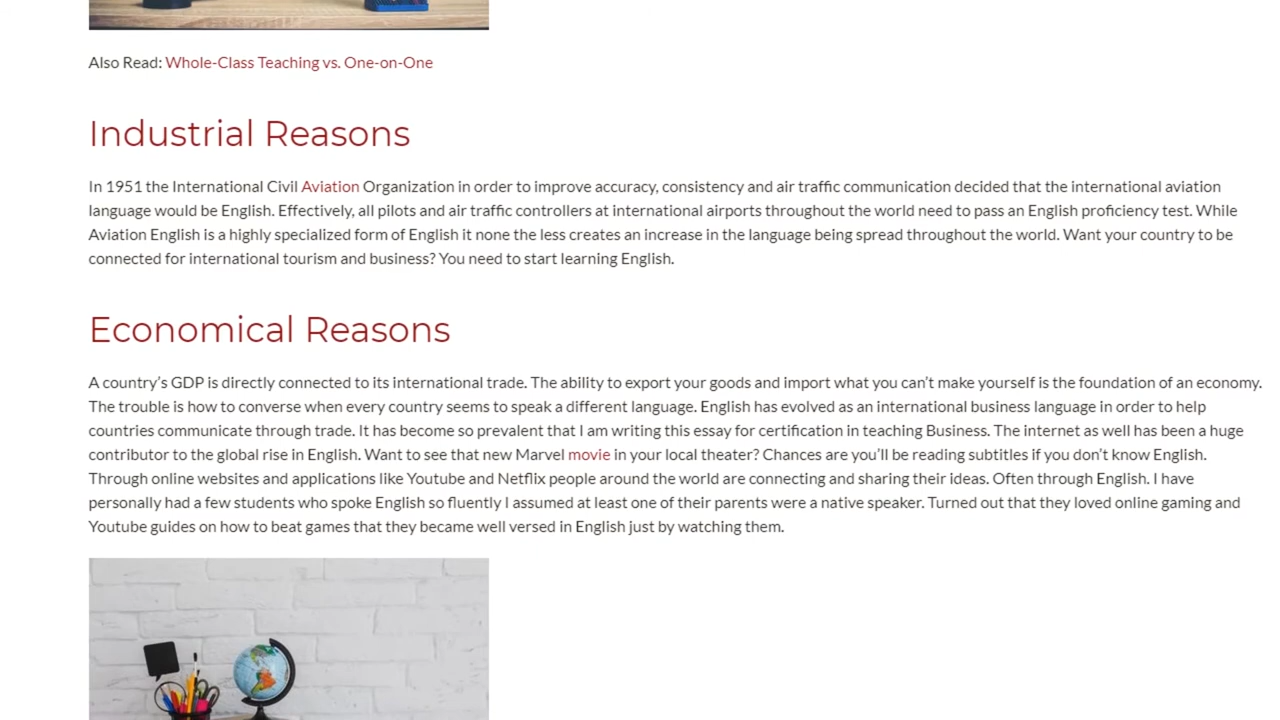 Also Read: Whole-Class Teaching vs. One-on-One
Industrial Reasons
In 1951 the International Civil Aviation Organization in order to improve accuracy, consistency and air traffic communication decided that the international aviation
language would be English. Effectively, all pilots and air traffic controllers at international airports throughout the world need to pass an English proficiency test. While
Aviation English is a highly specialized form of English it none the less creates an increase in the language being spread throughout the world. Want your country to be
connected for international tourism and business? You need to start learning English.
Economical Reasons
A country’s GDP is directly connected to its international trade. The ability to export your goods and import what you can’t make yourself is the foundation of an economy.
The trouble is how to converse when every country seems to speak a different language. English has evolved as an international business language in order to help
countries communicate through trade. It has become so prevalent that I am writing this essay for certification in teaching Business. The internet as well has been a huge
contributor to the global rise in English. Want to see that new Marvel movie in your local theater? Chances are you’ll be reading subtitles if you don’t know English.
Through online websites and applications like Youtube and Netflix people around the world are connecting and sharing their ideas. Often through English. I have
personally had a few students who spoke English so fluently I assumed at least one of their parents were a native speaker. Turned out that they loved online gaming and
Youtube guides on how to beat games that they became well versed in English just by watching them.